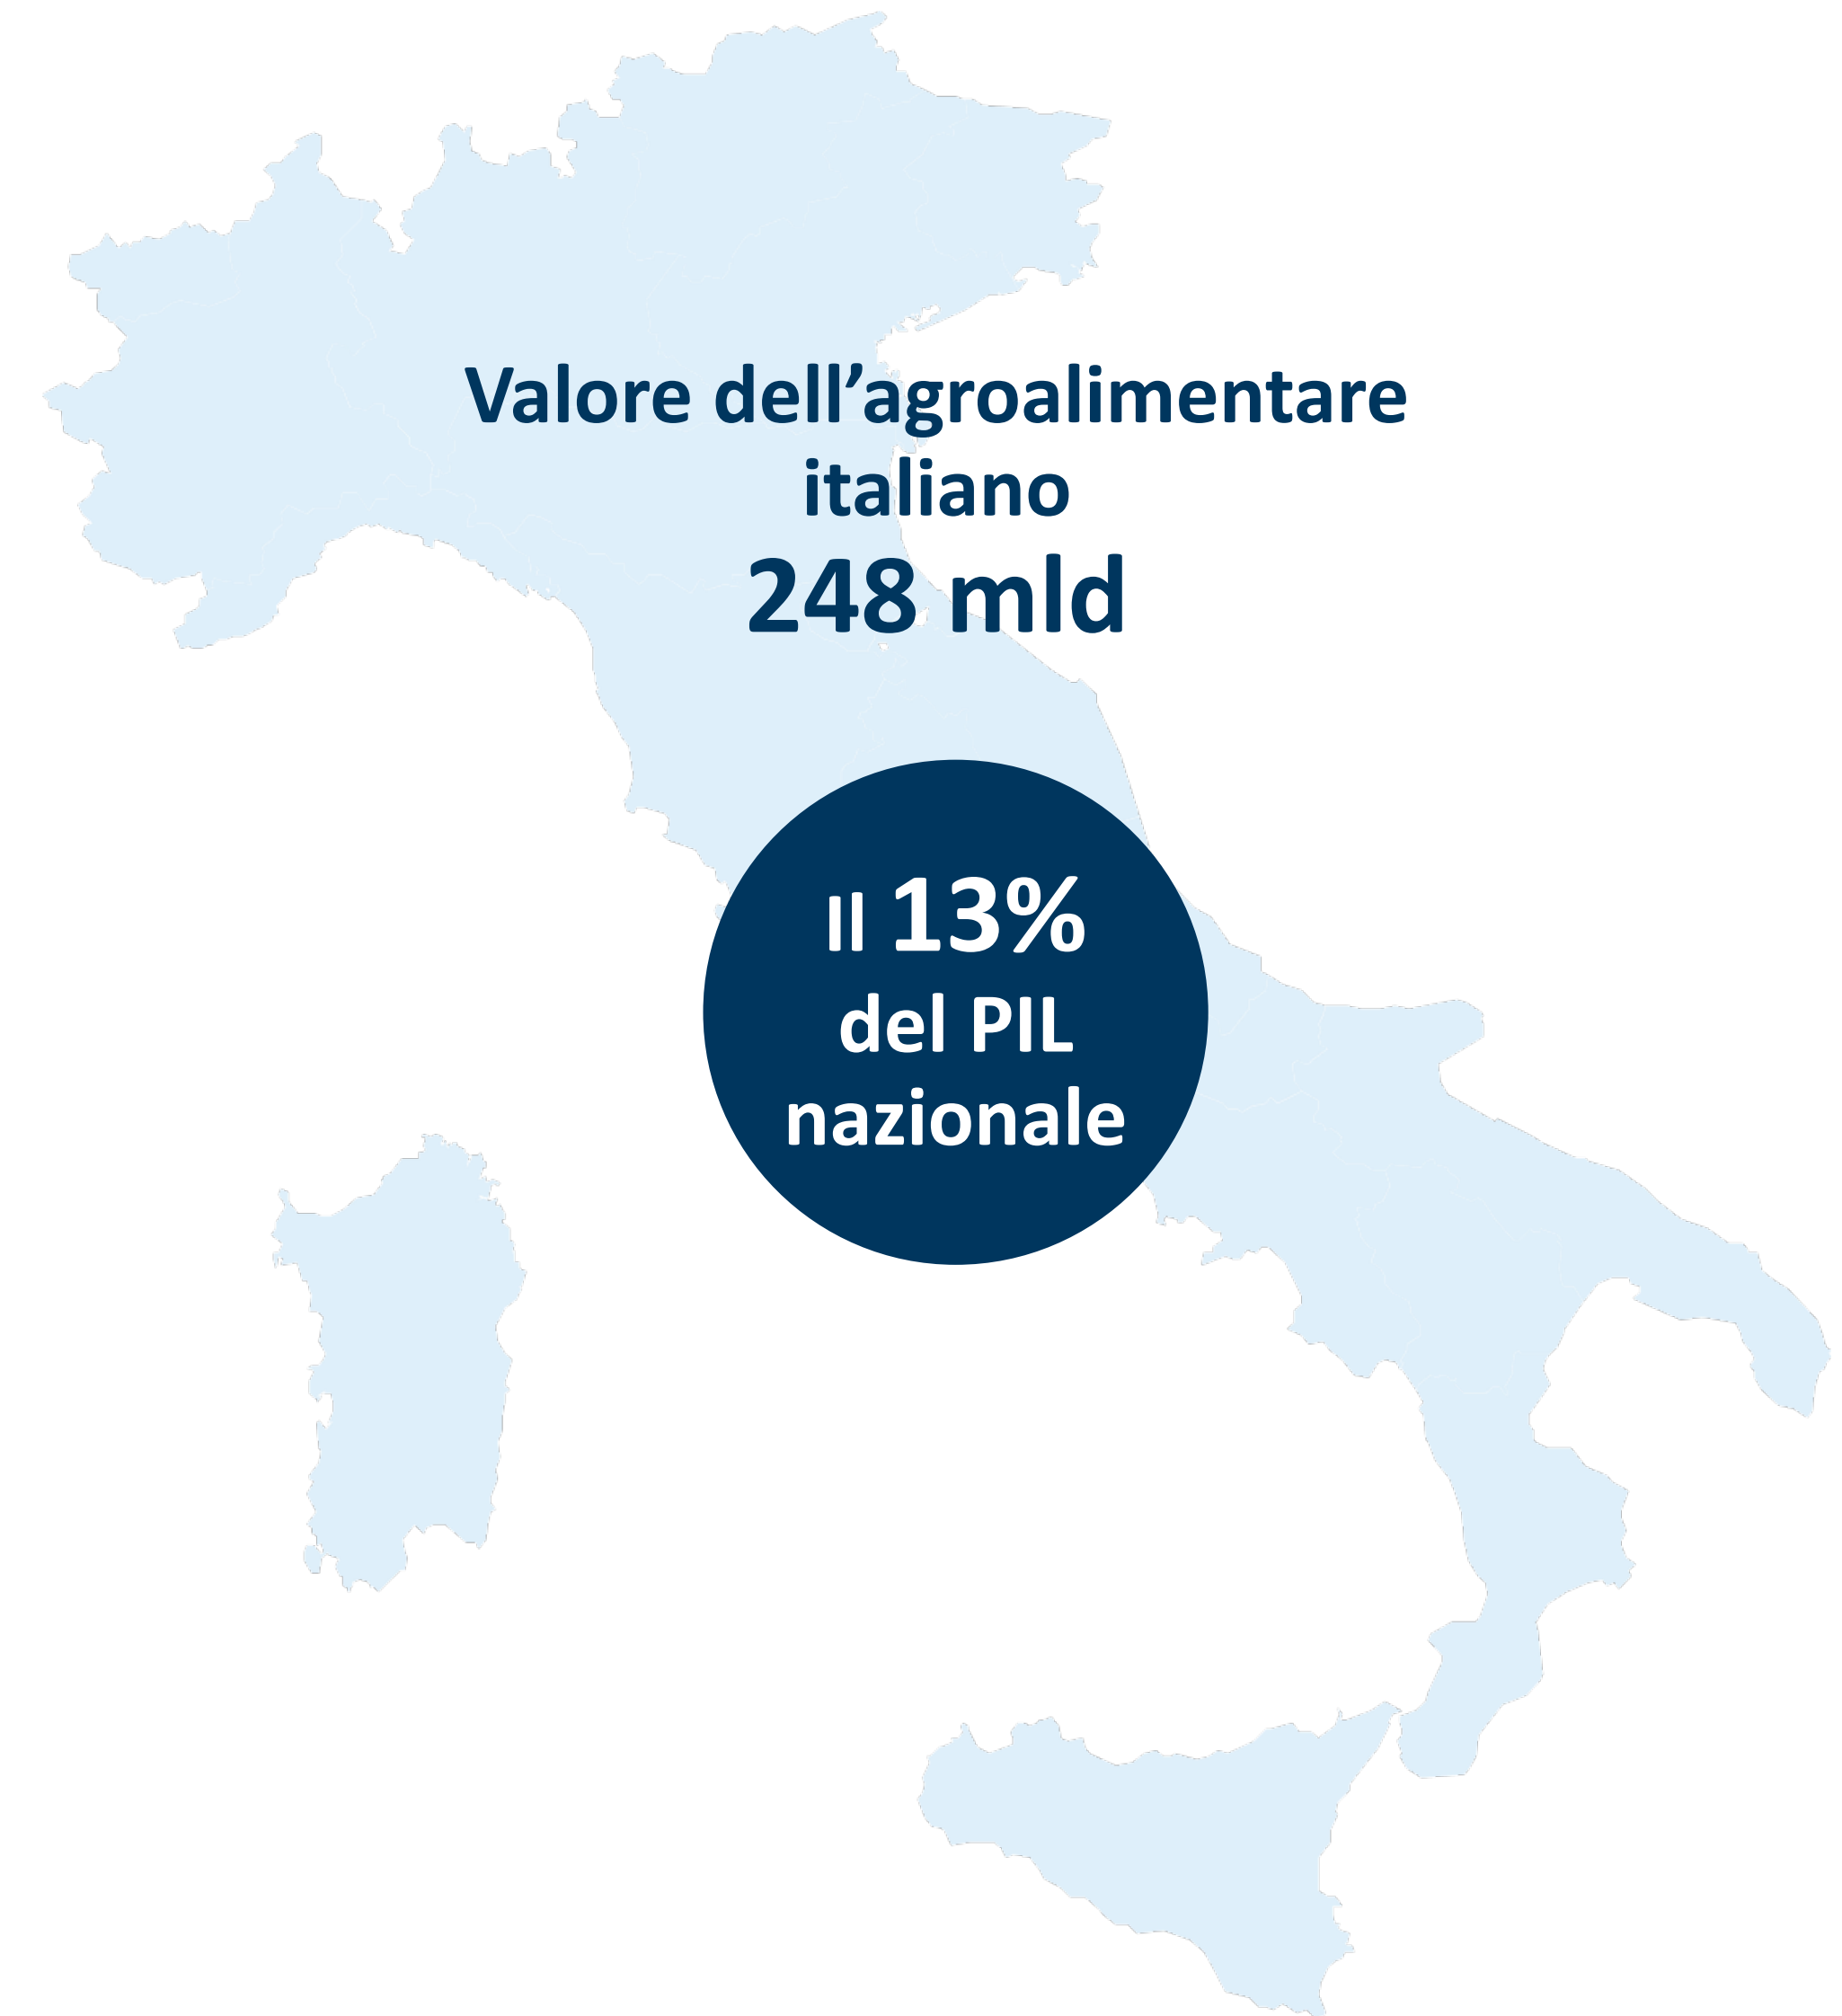 Valore dell’agroalimentare
italiano
248 mld
Il 13%
del PIL
nazionale